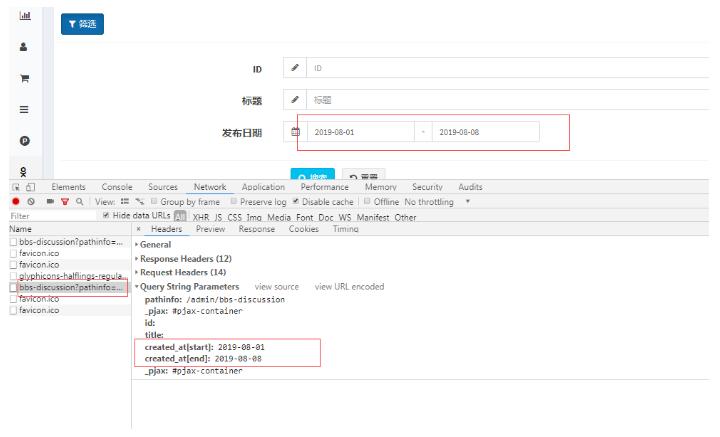 筛选
ID
ID
标题
标题
发布日期
2019-08-01 - 2019-08-08
搜索 重置
Elements Console Sources Network Application Performance Memory Security Audits
View: Group by frame Preserve log Disable cache Offline No throttling
Filter Hide data URLs All XHR JS CSS Img Media Font Doc WS Manifest Other
Name × Headers Preview Response Cookies Timing
bbs-discussion?pathinfo=...
favicon.ico
glyphicons-halflings-regula...
bbs-discussion?pathinfo=...
favicon.ico
favicon.ico
General
Response Headers (12)
Request Headers (14)
Query String Parameters view source view URL encoded
pathinfo: /admin/bbs-discussion
_pjax: #pjax-container
id:
title:
created_at[start]: 2019-08-01
created_at[end]: 2019-08-08
_pjax: #pjax-container